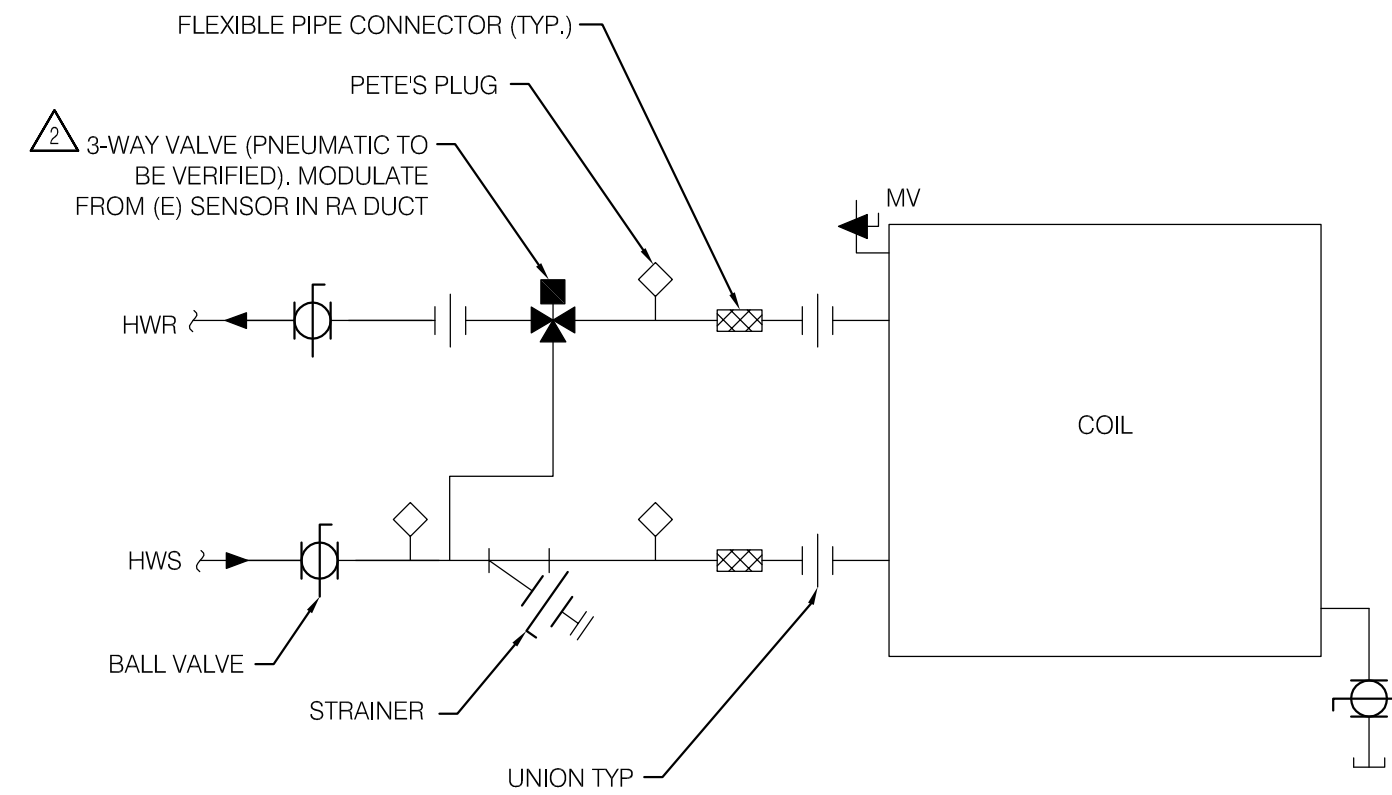 FLEXIBLE PIPE CONNECTOR (TYP.)
PETE'S PLUG
2
3-WAY VALVE (PNEUMATIC TO
BE VERIFIED). MODULATE
FROM (E) SENSOR IN RA DUCT
MV
HWR
COIL
HWS
BALL VALVE
STRAINER
UNION TYP